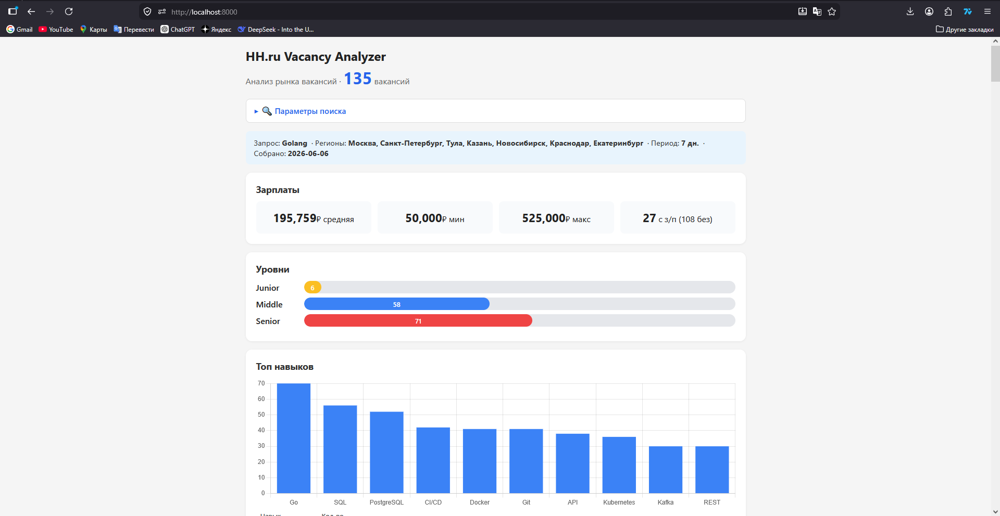 http://localhost:8000
Gmail YouTube Карты Перевести ChatGPT Яндекс DeepSeek - Into the U... Другие закладки
HH.ru Vacancy Analyzer
Анализ рынка вакансий · 135 вакансий
▸ 🔍 Параметры поиска
Запрос: Golang · Регионы: Москва, Санкт-Петербург, Тула, Казань, Новосибирск, Краснодар, Екатеринбург · Период: 7 дн. ·
Собрано: 2026-06-06
Зарплаты
195,759₽ средняя 50,000₽ мин 525,000₽ макс 27 с з/п (108 без)
Уровни
Junior 6
Middle 58
Senior 71
Топ навыков
70
60
50
40
30
20
10
0
Go SQL PostgreSQL CI/CD Docker Git API Kubernetes Kafka REST
Навык Кол-во